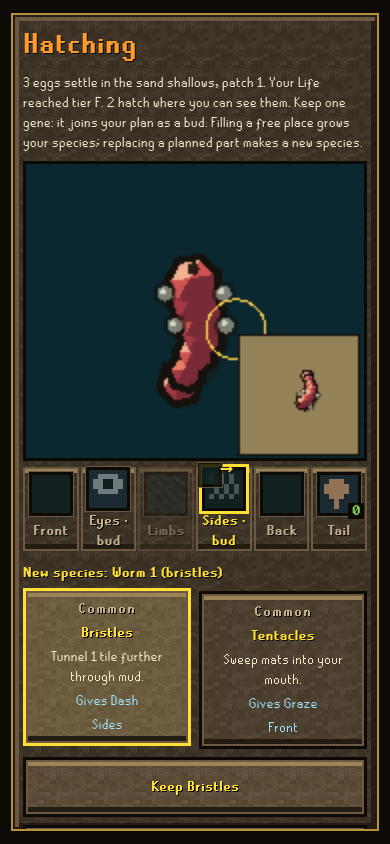 Hatching
3 eggs settle in the sand shallows, patch 1. Your Life
reached tier F. 2 hatch where you can see them. Keep one
gene: it joins your plan as a bud. Filling a free place grows
your species; replacing a planned part makes a new species.
Front
Eyes · bud
Limbs
Sides · bud
Back
0
Tail
New species: Worm 1 (bristles)
Common
Bristles
Tunnel 1 tile further
through mud.
Gives Dash
Sides
Common
Tentacles
Sweep mats into your
mouth.
Gives Graze
Front
Keep Bristles